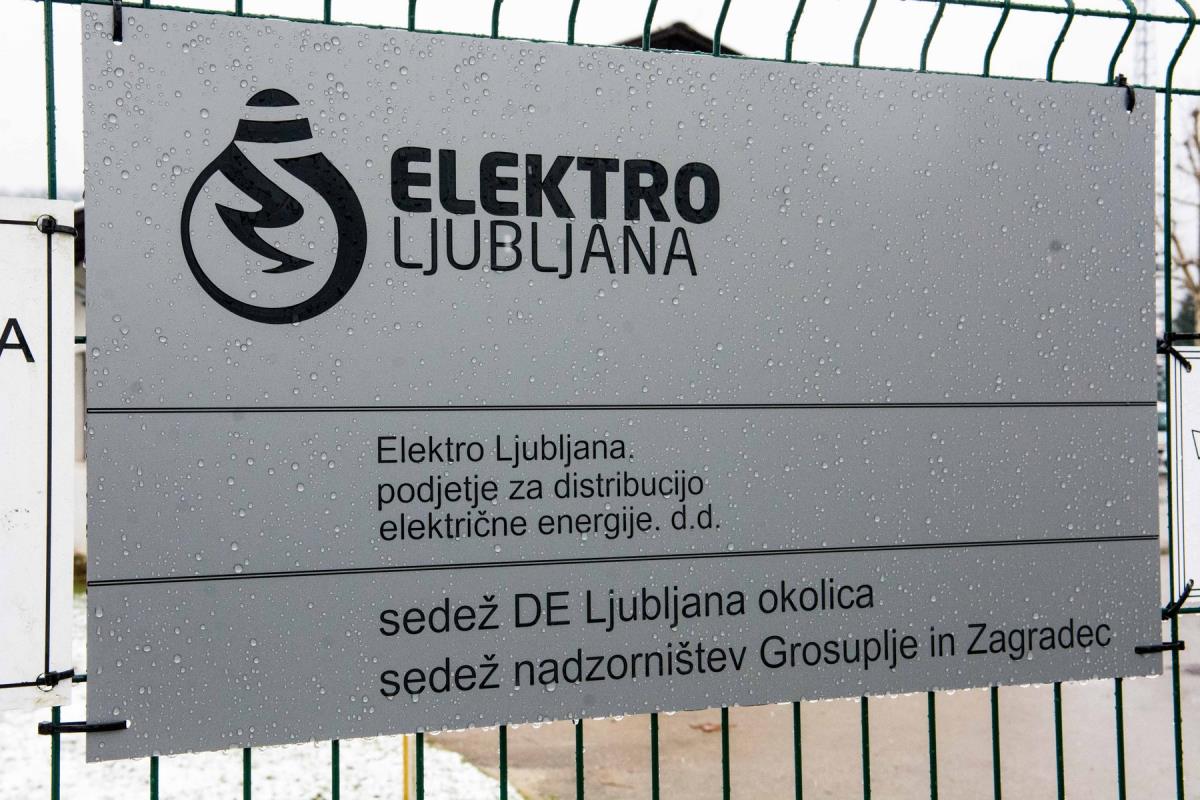 ELEKTRO
LJUBLJANA
Elektro Ljubljana.
podjetje za distribucijo
električne energije. d.d.
sedež DE Ljubljana okolica
sedež nadzorništev Grosuplje in Zagradec
A